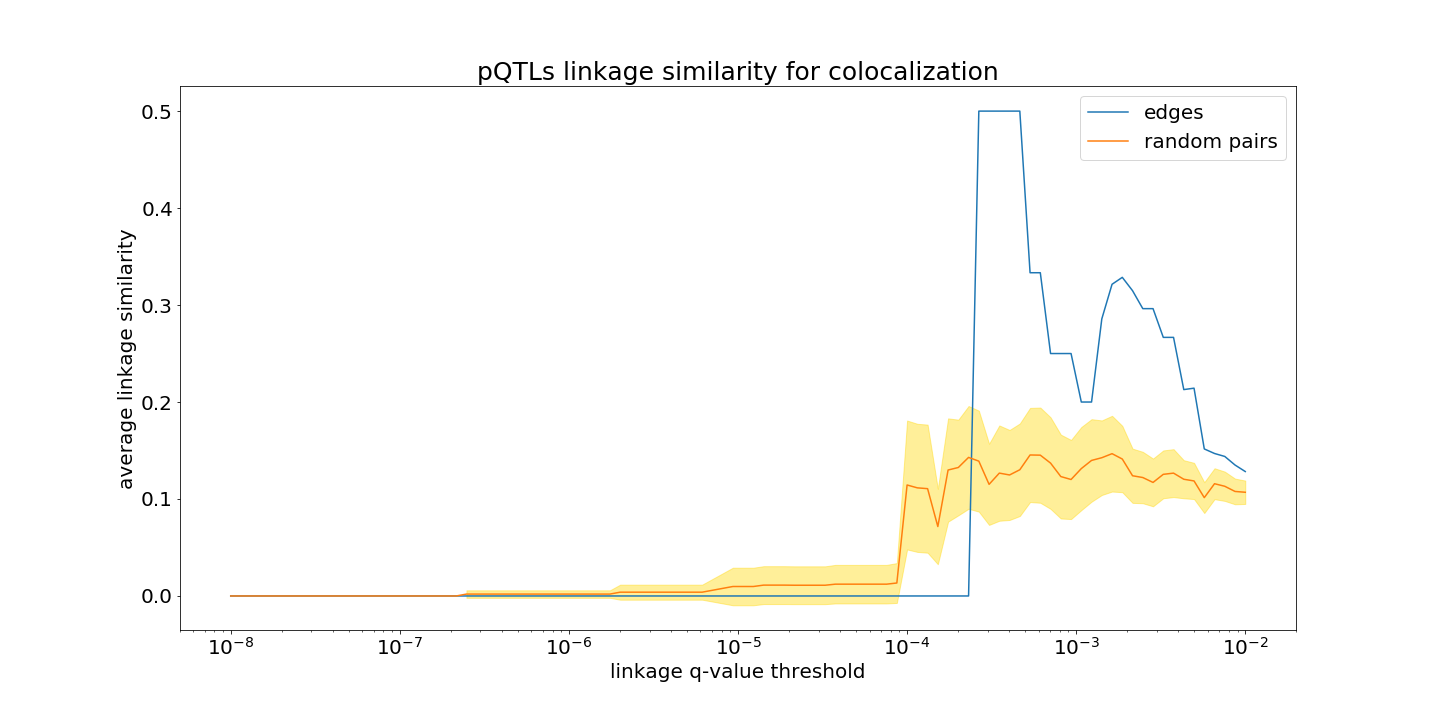 pQTLs linkage similarity for colocalization
edges
random pairs
average linkage similarity
0.5
0.4
0.3
0.2
0.1
0.0
10⁻⁸ 10⁻⁷ 10⁻⁶ 10⁻⁵ 10⁻⁴ 10⁻³ 10⁻²
linkage q-value threshold